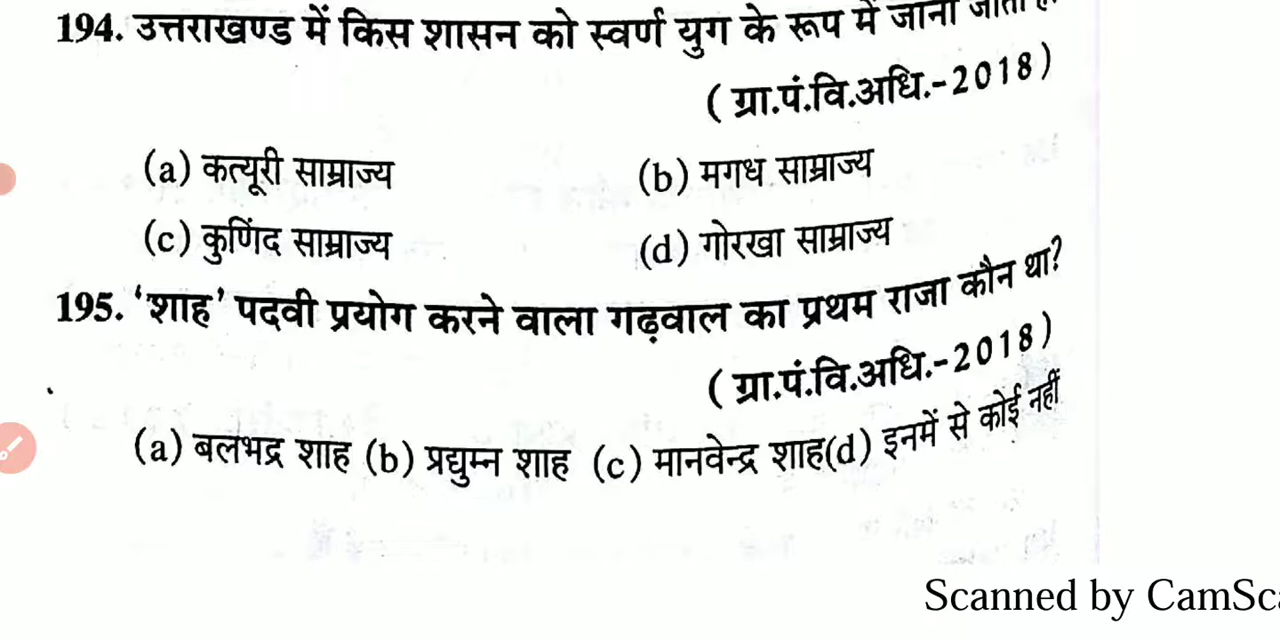 194. उत्तराखण्ड में किस शासन को स्वर्ण युग के रूप में जाना जाता
( ग्रा.पं.वि.अधि.-2018)
(a) कत्यूरी साम्राज्य (b) मगध साम्राज्य
(c) कुणिंद साम्राज्य (d) गोरखा साम्राज्य
195. ‘शाह’ पदवी प्रयोग करने वाला गढ़वाल का प्रथम राजा कौन था?
( ग्रा.पं.वि.अधि.-2018)
(a) बलभद्र शाह (b) प्रद्युम्न शाह (c) मानवेन्द्र शाह(d) इनमें से कोई नहीं
Scanned by